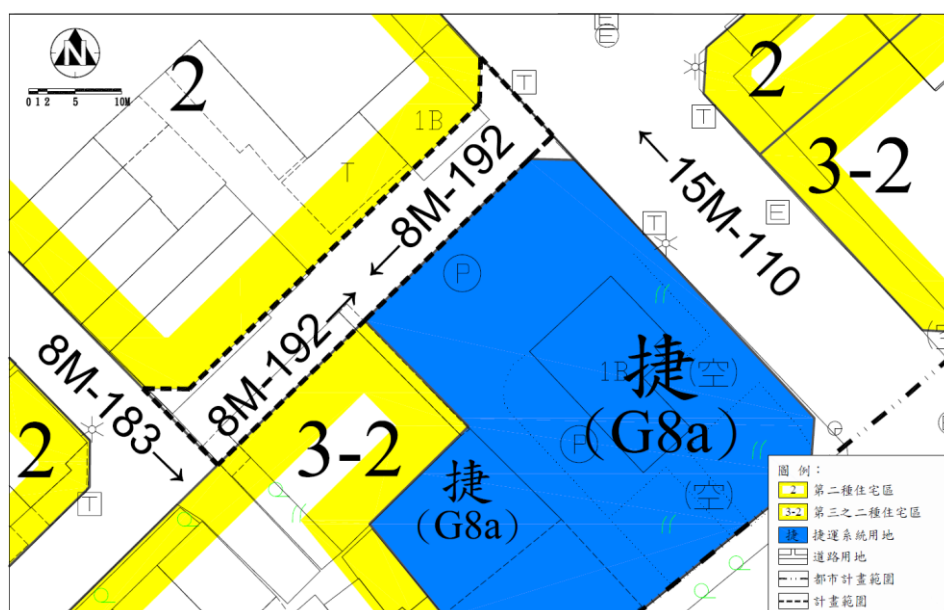 N
0 1 2 5 10M
2
1B
T
T
E
E
2
T
3-2
←8M-192
←15M-110
E
T
P
8M-192→
捷
(G8a)
1B
(空)
(空)
P
8M-183→
2
T
3-2
捷
(G8a)
圖 例：
2 第二種住宅區
3-2 第三之二種住宅區
捷 捷運系統用地
道路用地
都市計畫範圍
計畫範圍